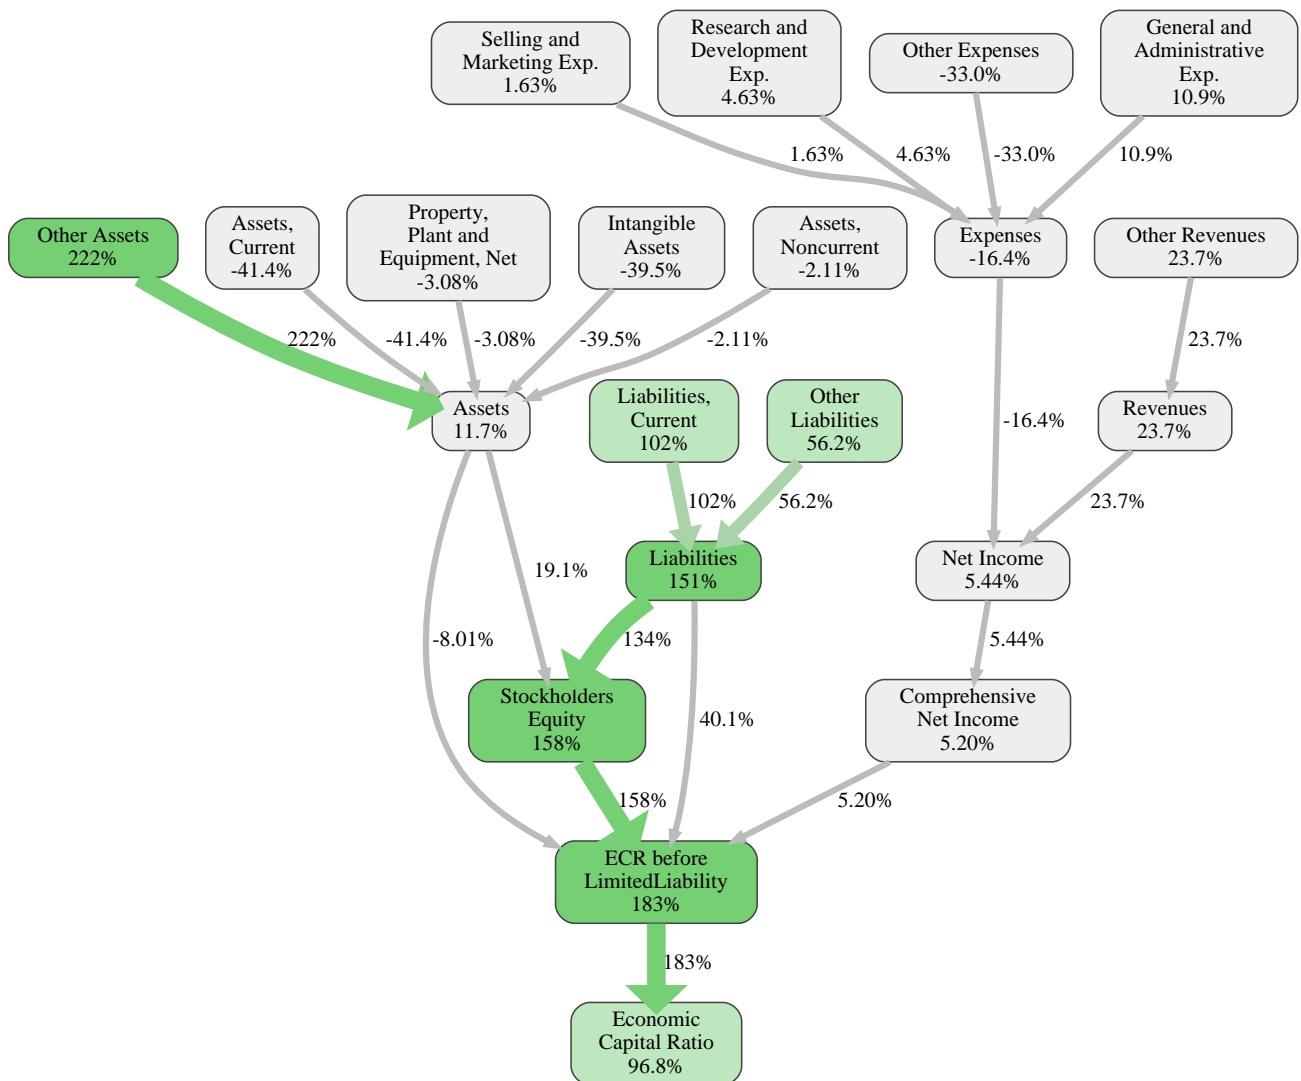 Selling and
Marketing Exp.
1.63%
Research and
Development
Exp.
4.63%
Other Expenses
-33.0%
General and
Administrative
Exp.
10.9%
1.63%
4.63%
-33.0%
10.9%
Other Assets
222%
Assets,
Current
-41.4%
Property,
Plant and
Equipment, Net
-3.08%
Intangible
Assets
-39.5%
Assets,
Noncurrent
-2.11%
Expenses
-16.4%
Other Revenues
23.7%
222%
-41.4%
-3.08%
-39.5%
-2.11%
23.7%
Assets
11.7%
Liabilities,
Current
102%
Other
Liabilities
56.2%
-16.4%
Revenues
23.7%
102%
56.2%
23.7%
19.1%
Liabilities
151%
Net Income
5.44%
-8.01%
134%
5.44%
Stockholders
Equity
158%
40.1%
Comprehensive
Net Income
5.20%
158%
5.20%
ECR before
LimitedLiability
183%
183%
Economic
Capital Ratio
96.8%